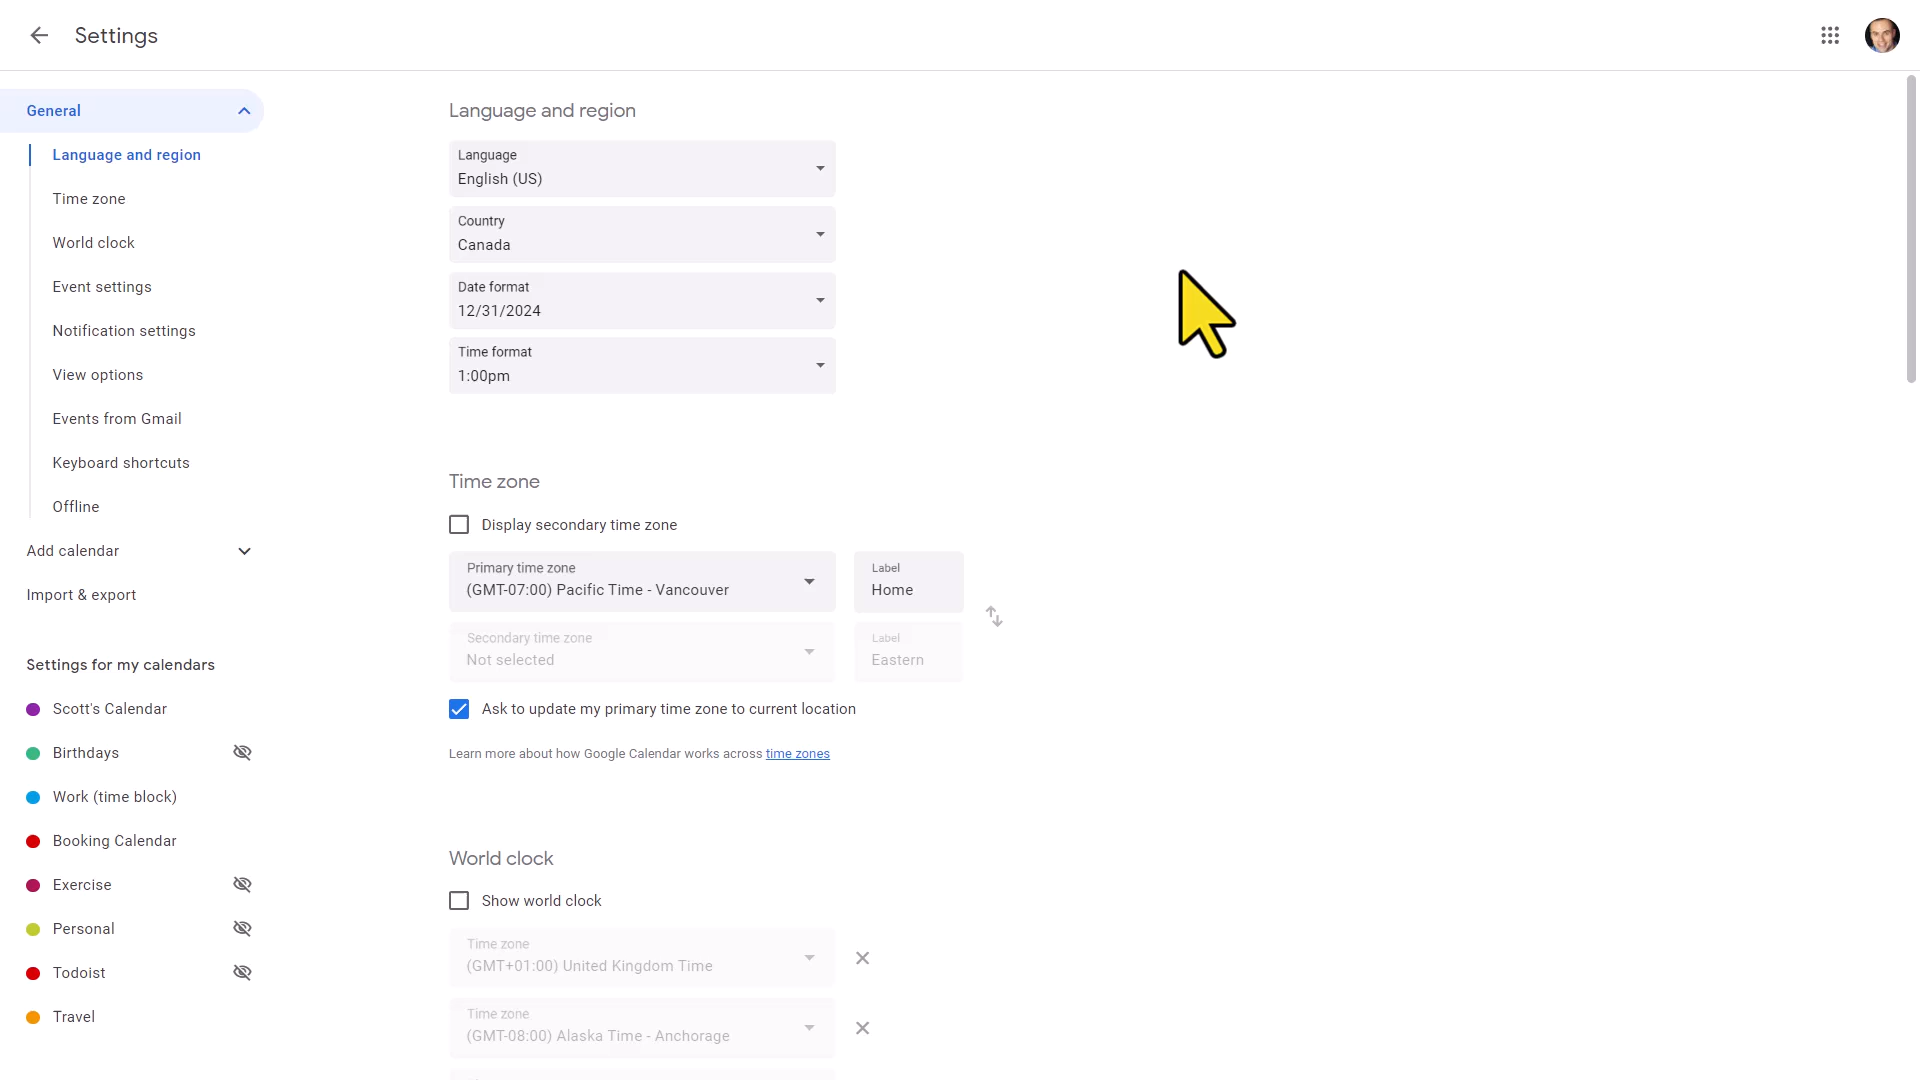 Settings
General
Language and region
Time zone
World clock
Event settings
Notification settings
View options
Events from Gmail
Keyboard shortcuts
Offline
Add calendar
Import & export
Settings for my calendars
Scott's Calendar
Birthdays
Work (time block)
Booking Calendar
Exercise
Personal
Todoist
Travel
Language and region
Language
English (US)
Country
Canada
Date format
12/31/2024
Time format
1:00pm
Time zone
Display secondary time zone
Primary time zone
(GMT-07:00) Pacific Time - Vancouver
Label
Home
Secondary time zone
Not selected
Label
Eastern
Ask to update my primary time zone to current location
Learn more about how Google Calendar works across time zones
World clock
Show world clock
Time zone
(GMT+01:00) United Kingdom Time
Time zone
(GMT-08:00) Alaska Time - Anchorage